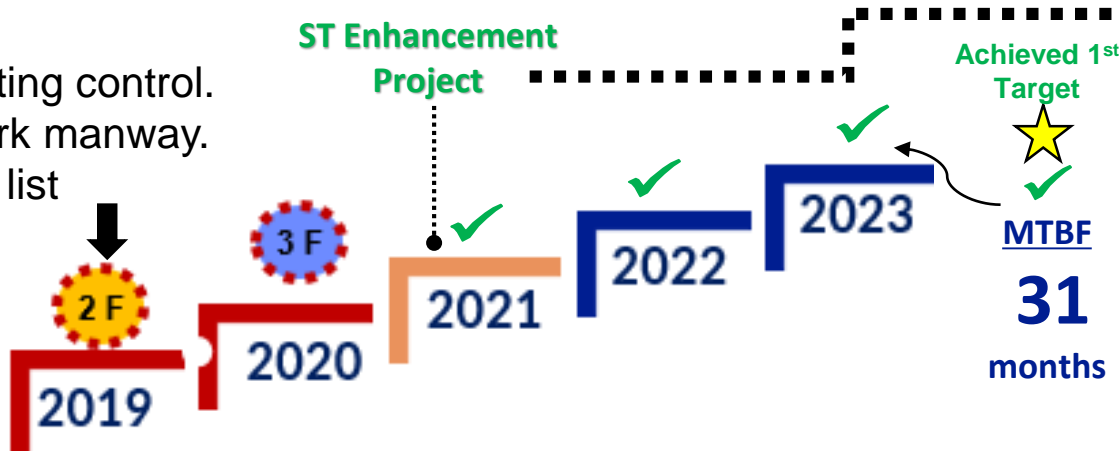 ST Enhancement
Project
Achieved 1st
Target
ting control.
rk manway.
list
2 F
3 F
2019
2020
2021
2022
2023
MTBF
31
months